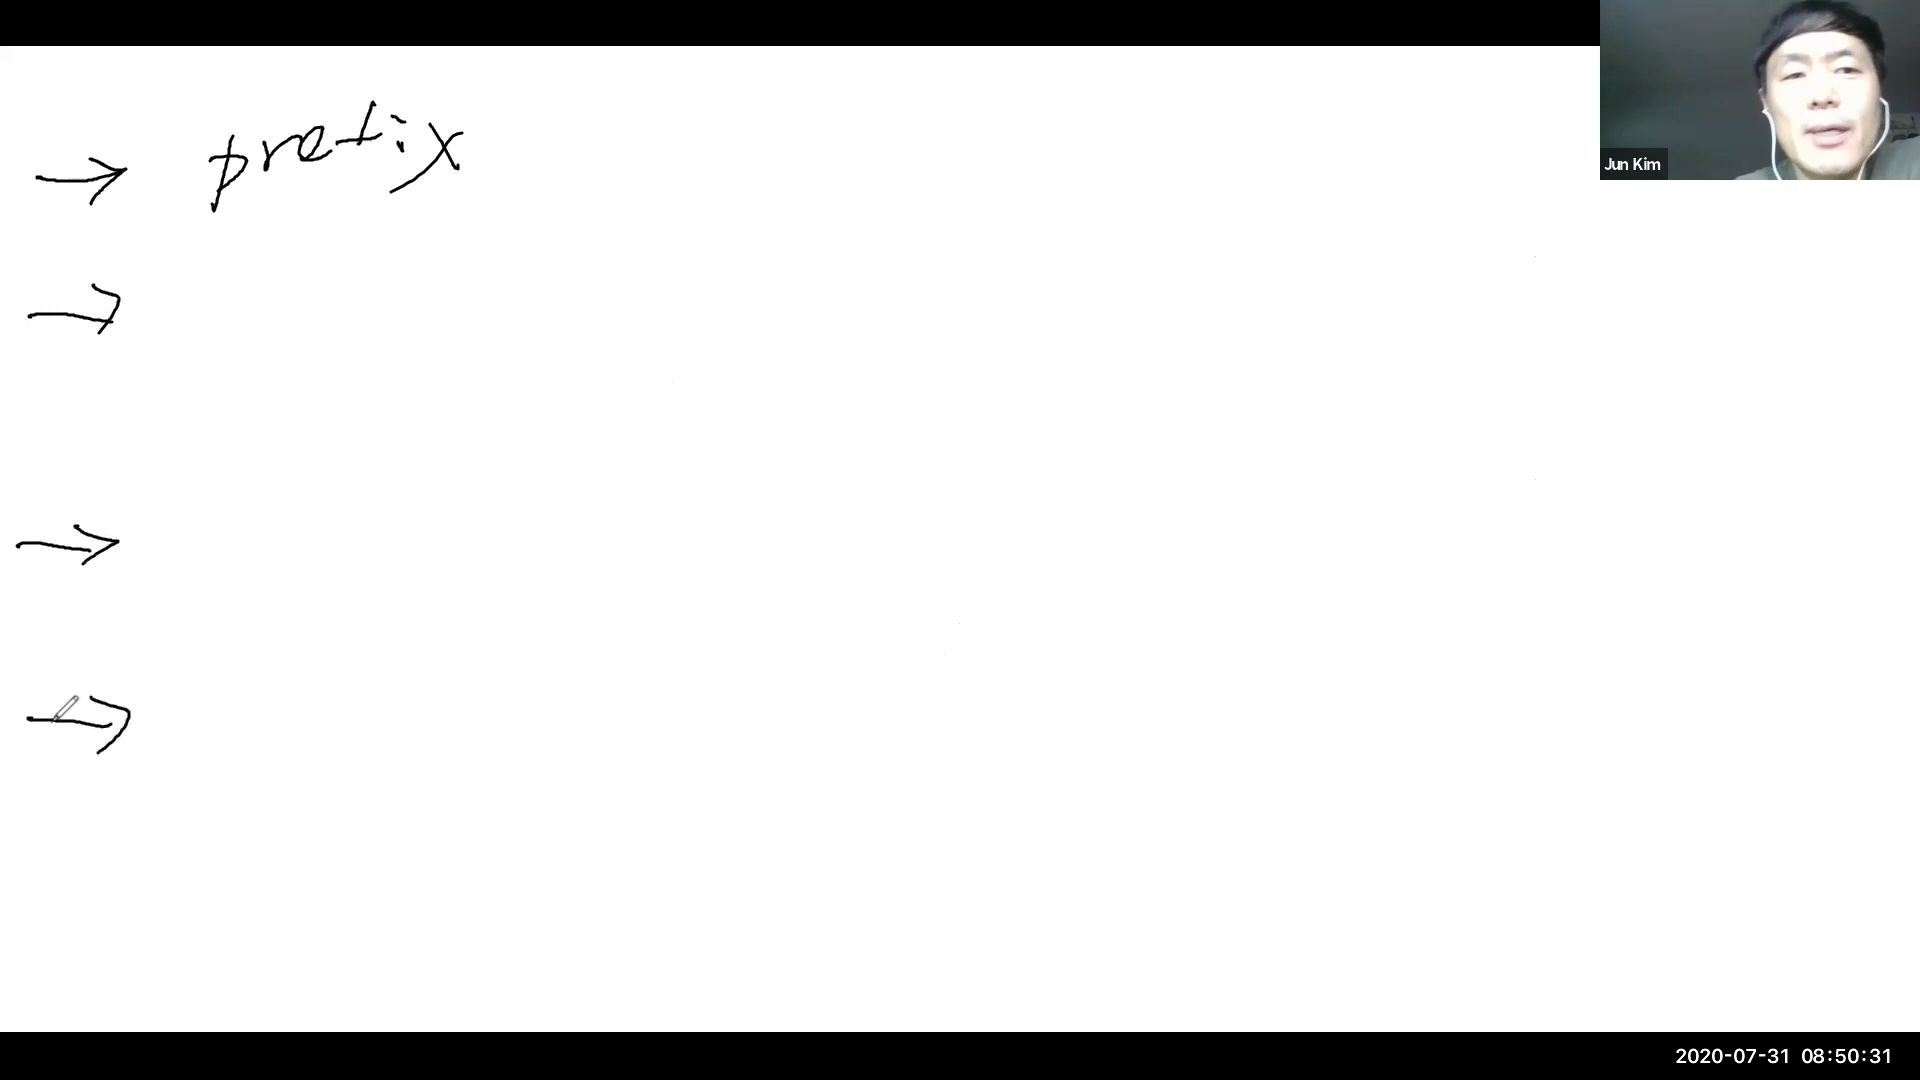 → prefix
→
→
→
Jun Kim
2020-07-31 08:50:31